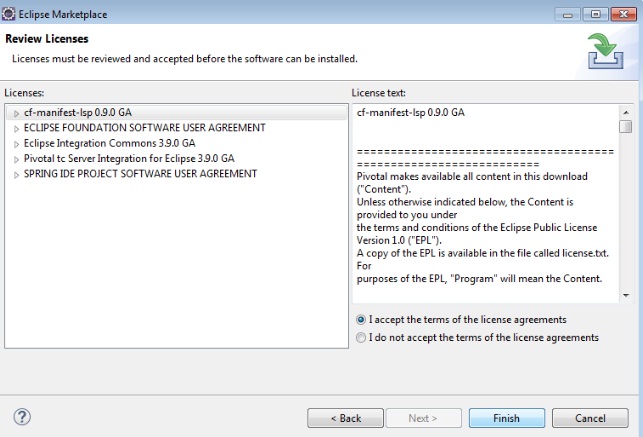 Eclipse Marketplace
Review Licenses
Licenses must be reviewed and accepted before the software can be installed.
Licenses:
cf-manifest-lsp 0.9.0 GA
ECLIPSE FOUNDATION SOFTWARE USER AGREEMENT
Eclipse Integration Commons 3.9.0 GA
Pivotal tc Server Integration for Eclipse 3.9.0 GA
SPRING IDE PROJECT SOFTWARE USER AGREEMENT
License text:
cf-manifest-lsp 0.9.0 GA
======================================
===========================
Pivotal makes available all content in this download
("Content").
Unless otherwise indicated below, the Content is
provided to you under
the terms and conditions of the Eclipse Public License
Version 1.0 ("EPL").
A copy of the EPL is available in the file called license.txt.
For
purposes of the EPL, "Program" will mean the Content.
I accept the terms of the license agreements
I do not accept the terms of the license agreements
?
< Back
Next >
Finish
Cancel